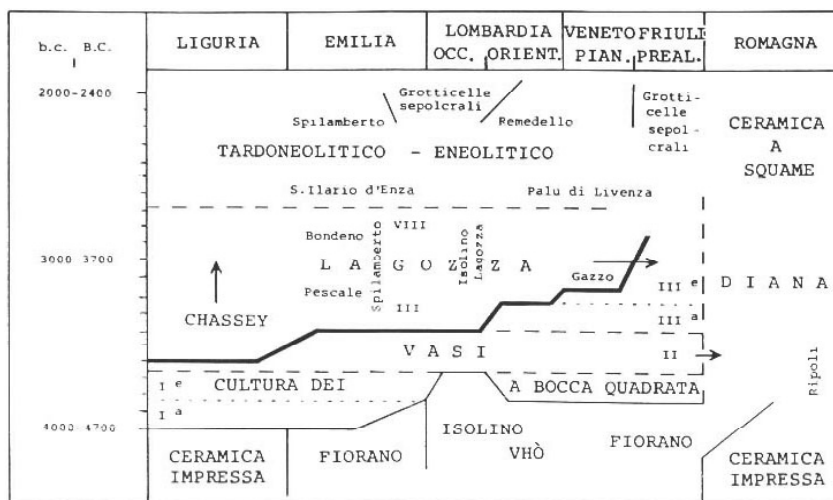 b.c. B.C.
LIGURIA
EMILIA
LOMBARDIA
OCC. ORIENT.
VENETO FRIULI
PIAN. PREAL.
ROMAGNA
2000-2400
Grotticelle
sepolcrali
Spilamberto
Remedello
Grotti-
celle
sepol-
crali
CERAMICA
A
SQUAME
TARDONEOLITICO - ENEOLITICO
S.Ilario d'Enza
Palu di Livenza
Bondeno
VIII
Spilamberto
Isolino
Lagozza
3000 3700
LAGOZZA
Gazzo
Pescale
III
III e
DIANA
CHASSEY
III a
VASI
II
Ripoli
I e
CULTURA DEI
A BOCCA QUADRATA
I a
4000-4700
ISOLINO
VHÒ
FIORANO
CERAMICA
IMPRESSA
FIORANO
CERAMICA
IMPRESSA